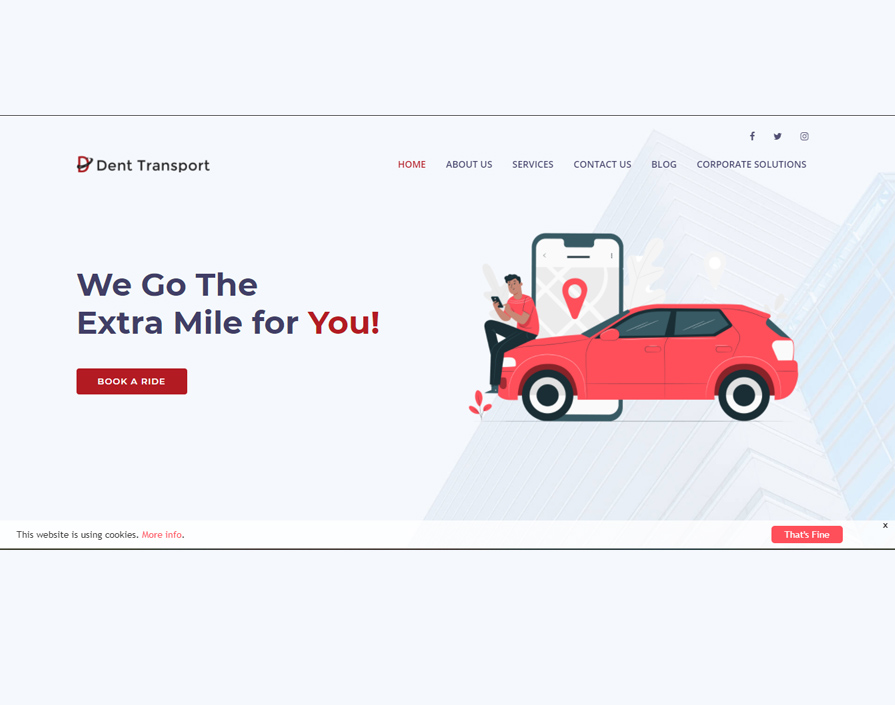 Dent Transport
HOME ABOUT US SERVICES CONTACT US BLOG CORPORATE SOLUTIONS
We Go The
Extra Mile for You!
BOOK A RIDE
x
This website is using cookies. More info. That's Fine